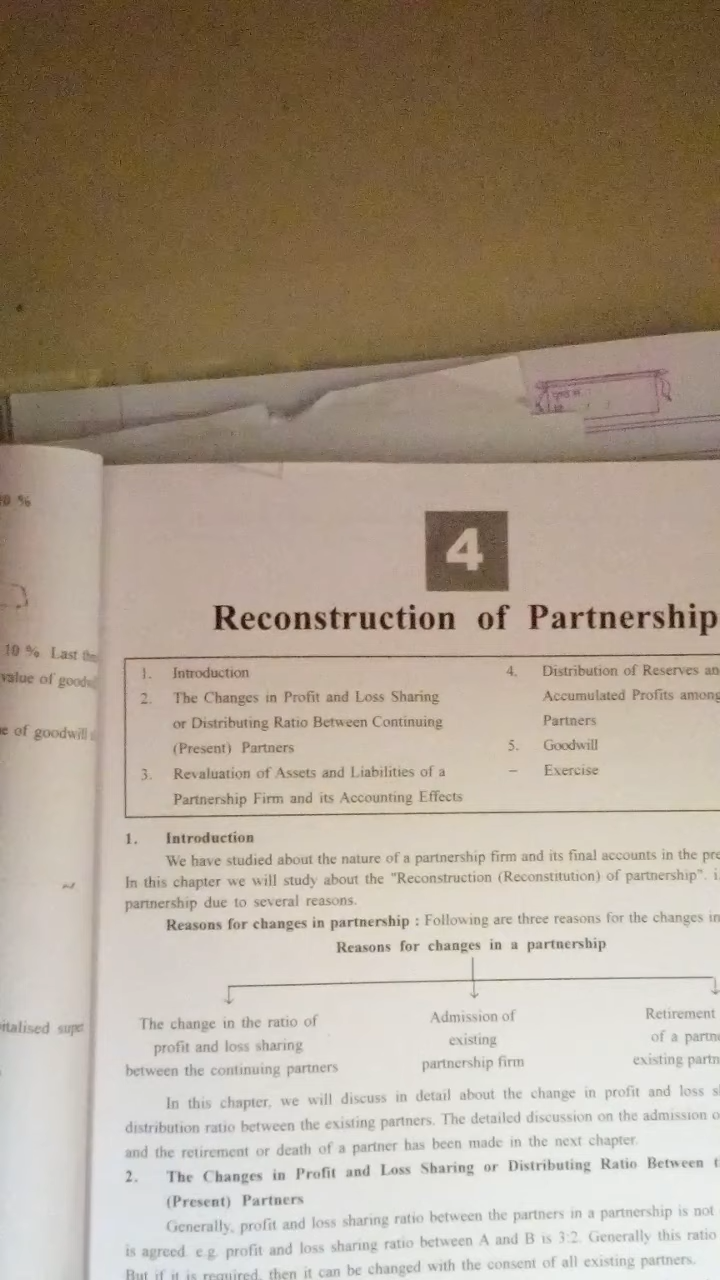 10 %
10 % Last
value of
of goodwill
4
Reconstruction of Partnership
1. Introduction
2. The Changes in Profit and Loss Sharing
or Distributing Ratio Between Continuing
(Present) Partners
3. Revaluation of Assets and Liabilities of a
Partnership Firm and its Accounting Effects
4. Distribution of Reserves
Accumulated Profits among
Partners
5. Goodwill
– Exercise
1. Introduction
We have studied about the nature of a partnership firm and its final accounts in the
In this chapter we will study about the "Reconstruction (Reconstitution) of partnership".
partnership due to several reasons.
Reasons for changes in partnership : Following are three reasons for the changes in
Reasons for changes in a partnership
The change in the ratio of
profit and loss sharing
between the continuing partners
Admission of
existing
partnership firm
Retirement
of a
existing
In this chapter, we will discuss in detail about the change in profit and loss
distribution ratio between the existing partners. The detailed discussion on the admission
and the retirement or death of a partner has been made in the next chapter.
2. The Changes in Profit and Loss Sharing or Distributing Ratio Between
(Present) Partners
Generally, profit and loss sharing ratio between the partners in a partnership is not
is agreed. e.g. profit and loss sharing ratio between A and B is 3:2. Generally this ratio
But if it is required, then it can be changed with the consent of all existing partners.